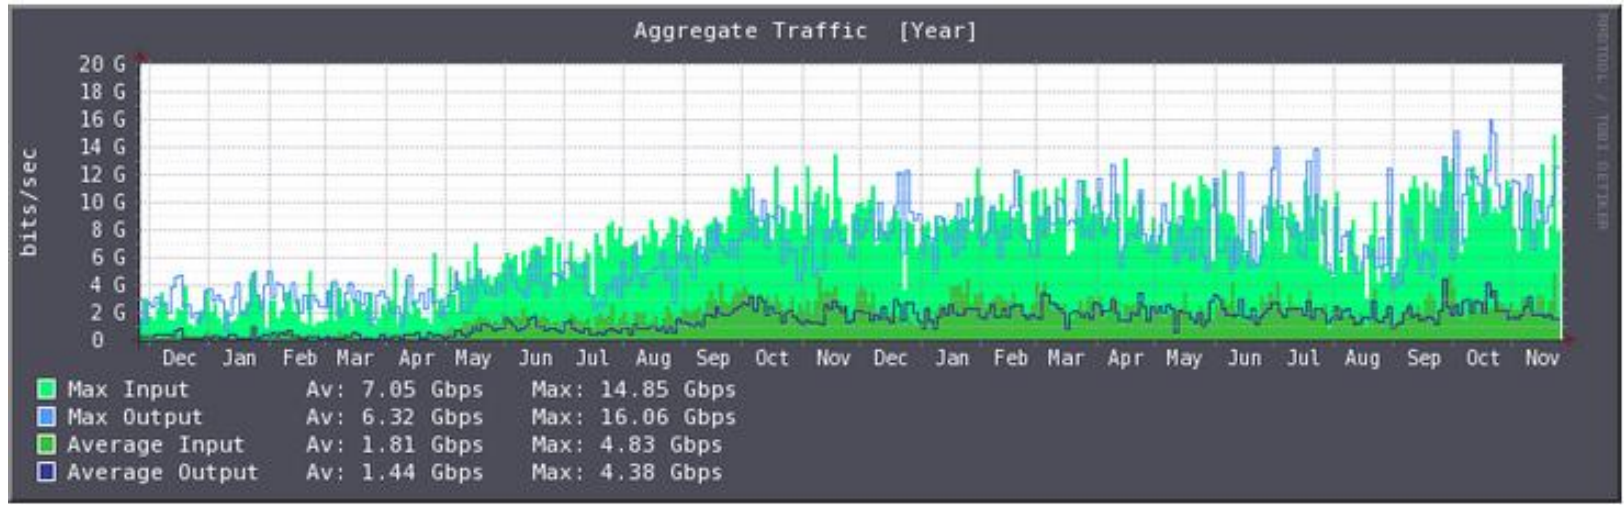 Aggregate Traffic [Year]
RRDTOOL / TOBI OETIKER
bits/sec
20 G
18 G
16 G
14 G
12 G
10 G
8 G
6 G
4 G
2 G
0
Dec Jan Feb Mar Apr May Jun Jul Aug Sep Oct Nov Dec Jan Feb Mar Apr May Jun Jul Aug Sep Oct Nov
Max Input Av: 7.05 Gbps Max: 14.85 Gbps
Max Output Av: 6.32 Gbps Max: 16.06 Gbps
Average Input Av: 1.81 Gbps Max: 4.83 Gbps
Average Output Av: 1.44 Gbps Max: 4.38 Gbps